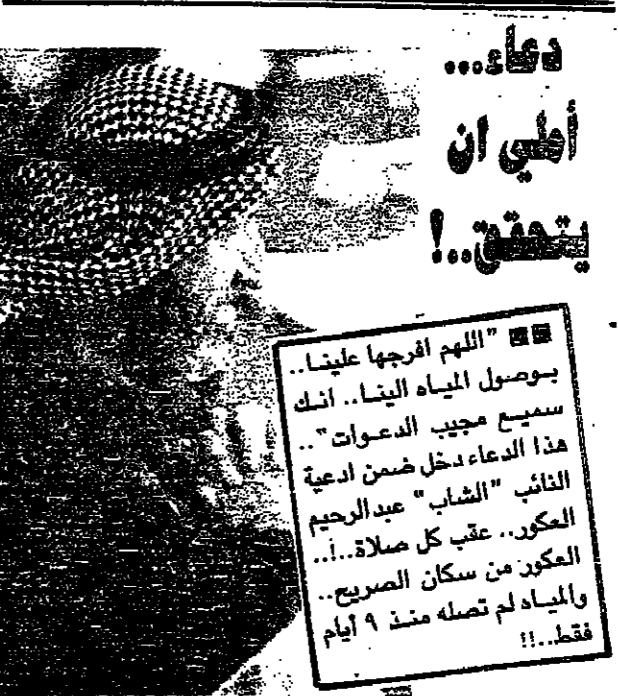 دعاء...
أملي ان
يتحقق..!
"اللهم افرجها علينا..
بوصول المياه الينا.. انك
سميع مجيب الدعوات"..
هذا الدعاء دخل ضمن ادعية
النائب "الشاب" عبدالرحيم
العكور.. عقب كل صلاة..!..
العكور من سكان الصريح..
والمياه لم تصله منذ ٩ أيام
فقط..!!